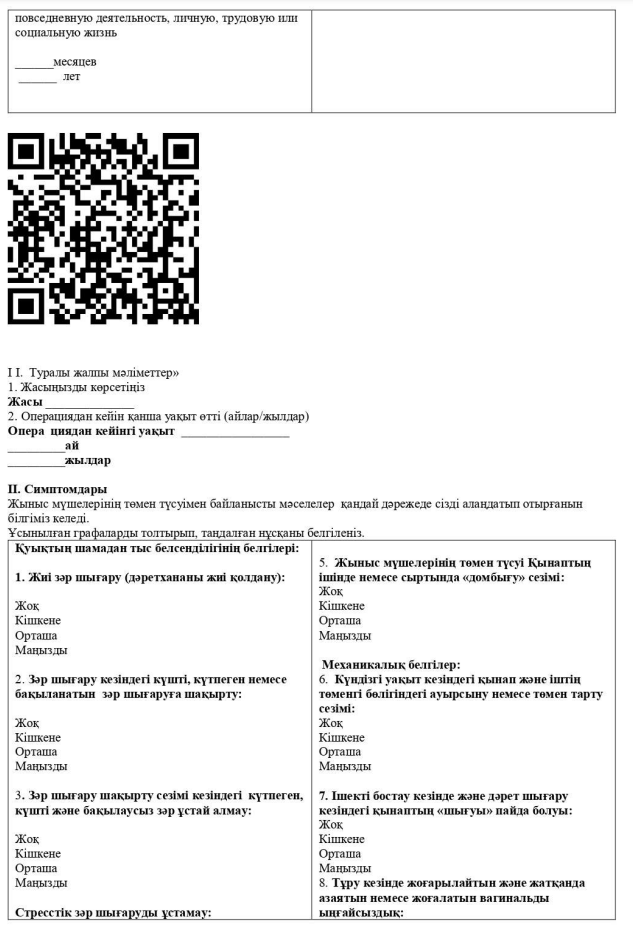 повседневную деятельность, личную, трудовую или
социальную жизнь
______месяцев
______ лет
I I. Туралы жалпы мәліметтер»
1. Жасыңызды көрсетіңіз
Жасы ______________
2. Операциядан кейін қанша уақыт өтті (айлар/жылдар)
Опера циядан кейінгі уақыт _________________
_________ай
_________жылдар
II. Симптомдары
Жыныс мүшелерінің төмен түсуімен байланысты мәселелер қандай дәрежеде сізді алаңдатып отырғанын
білгіміз келеді.
Ұсынылған графаларды толтырып, таңдалған нұсқаны белгіленіз.
Қуықтың шамадан тыс белсенділігінің белгілері:
1. Жиі зәр шығару (дәретхананы жиі қолдану):
Жоқ
Кішкене
Орташа
Маңызды
2. Зәр шығару кезіндегі күшті, күтпеген немесе
бақыланатын зәр шығаруға шақырту:
Жоқ
Кішкене
Орташа
Маңызды
3. Зәр шығару шақырту сезімі кезіндегі күтпеген,
күшті және бақылаусыз зәр ұстай алмау:
Жоқ
Кішкене
Орташа
Маңызды
Стресстік зәр шығаруды ұстамау:
5. Жыныс мүшелерінің төмен түсуі Қынаптың
ішінде немесе сыртында «домбығу» сезімі:
Жоқ
Кішкене
Орташа
Маңызды
Механикалық белгілер:
6. Күндізгі уақыт кезіндегі қынап және іштің
төменгі бөлігіндегі ауырсыну немесе төмен тарту
сезімі:
Жоқ
Кішкене
Орташа
Маңызды
7. Ішекті бостау кезінде және дәрет шығару
кезіндегі қынаптың «шығуы» пайда болуы:
Жоқ
Кішкене
Орташа
Маңызды
8. Тұру кезінде жоғарылайтын және жатқанда
азаятын немесе жоғалатын вагинальды
ыңғайсыздық: